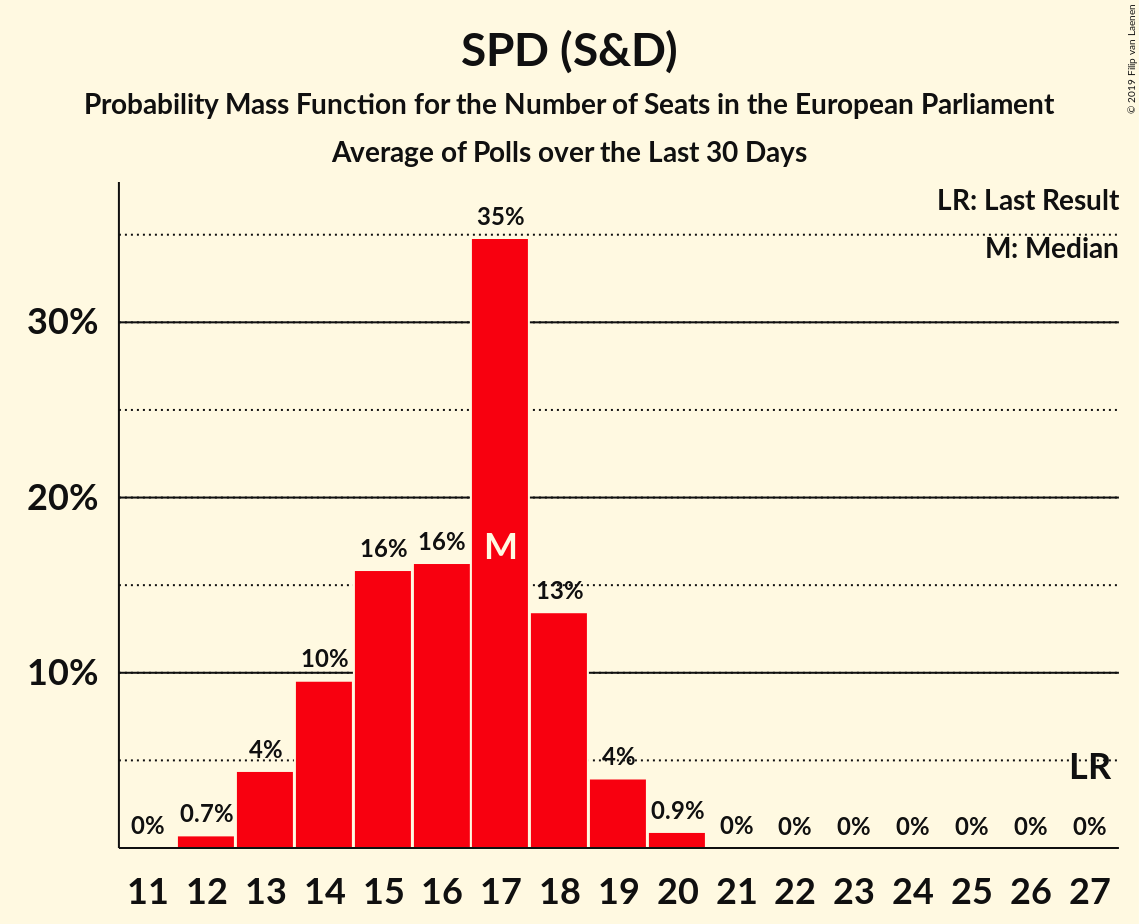 © 2019 Filip van Laenen
SPD (S&D)
Probability Mass Function for the Number of Seats in the European Parliament
Average of Polls over the Last 30 Days
LR: Last Result
M: Median
35%
30%
20%
10%
0%
0.7%
4%
10%
16%
16%
M
13%
4%
0.9%
0%
0%
0%
0%
0%
0%
0%
LR
11 12 13 14 15 16 17 18 19 20 21 22 23 24 25 26 27